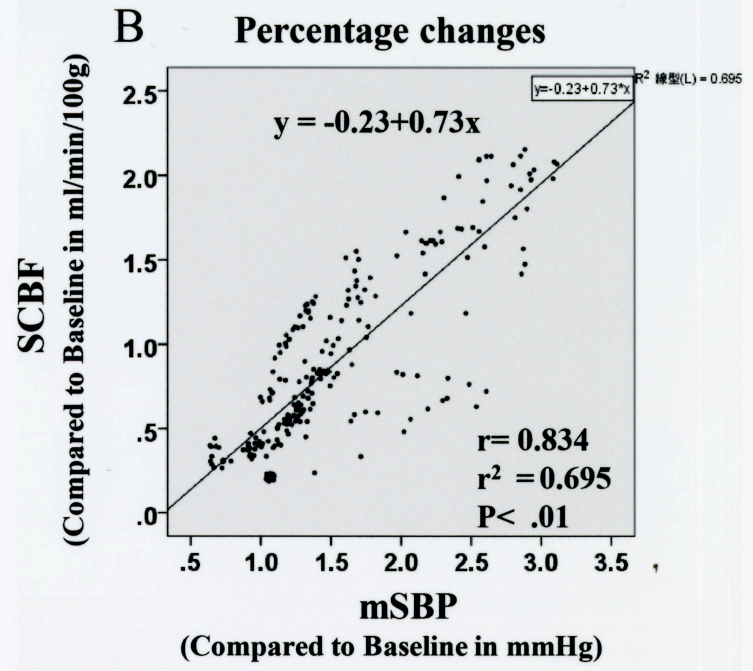 B
Percentage changes
R² 線型(L) = 0.695
y=-0.23+0.73*x
y = -0.23+0.73x
2.5
2.0
1.5
1.0
.5
.0
SCBF
(Compared to Baseline in ml/min/100g)
r= 0.834
r² =0.695
P< .01
.5 1.0 1.5 2.0 2.5 3.0 3.5
mSBP
(Compared to Baseline in mmHg)